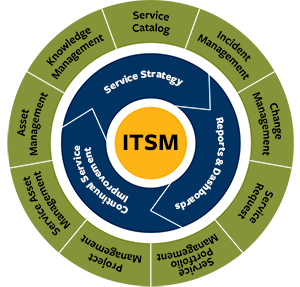 Service
Catalog
Incident
Management
Change
Management
Service
Request
Service
Portfolio
Management
Project
Management
Service Asset
Management
Asset
Management
Knowledge
Management
Service Strategy
Reports & Dashboards
Continual Service
Improvement
ITSM